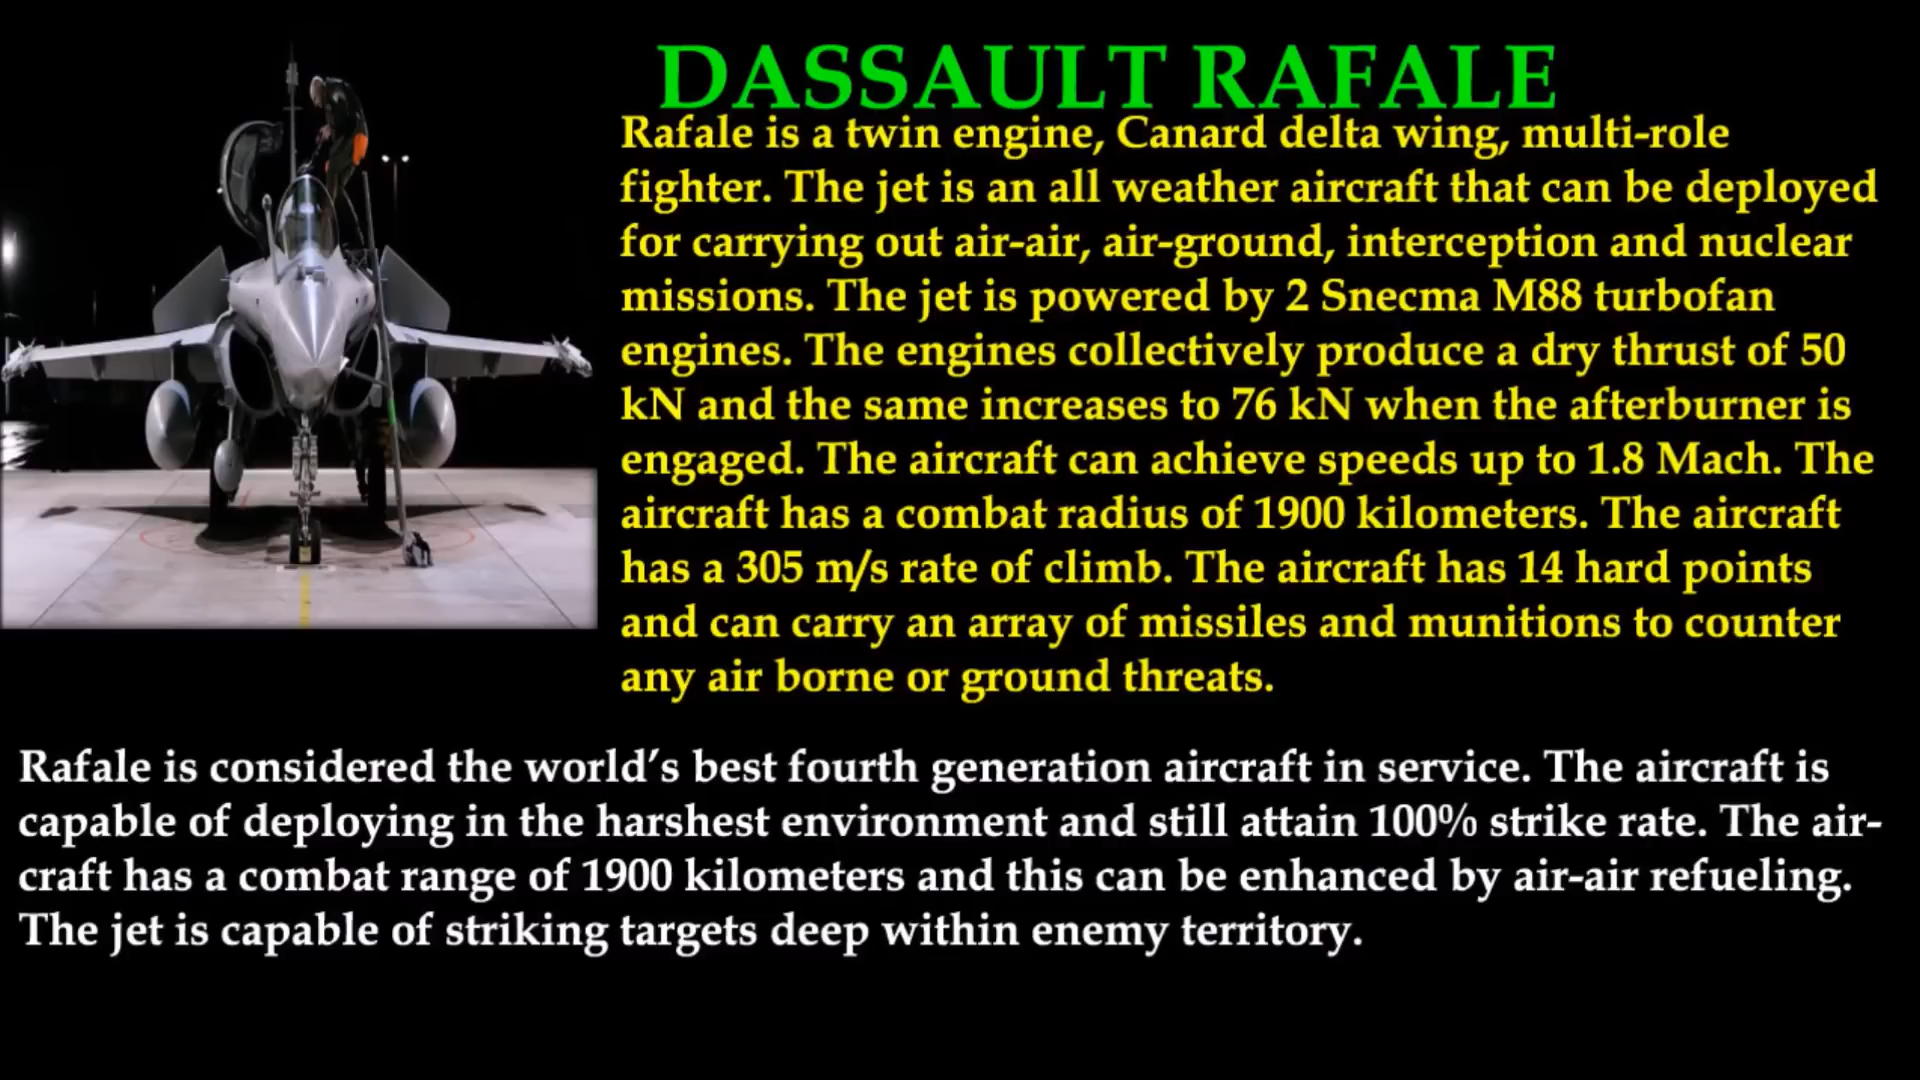 DASSAULT RAFALE
Rafale is a twin engine, Canard delta wing, multi-role
fighter. The jet is an all weather aircraft that can be deployed
for carrying out air-air, air-ground, interception and nuclear
missions. The jet is powered by 2 Snecma M88 turbofan
engines. The engines collectively produce a dry thrust of 50
kN and the same increases to 76 kN when the afterburner is
engaged. The aircraft can achieve speeds up to 1.8 Mach. The
aircraft has a combat radius of 1900 kilometers. The aircraft
has a 305 m/s rate of climb. The aircraft has 14 hard points
and can carry an array of missiles and munitions to counter
any air borne or ground threats.
Rafale is considered the world’s best fourth generation aircraft in service. The aircraft is
capable of deploying in the harshest environment and still attain 100% strike rate. The air-
craft has a combat range of 1900 kilometers and this can be enhanced by air-air refueling.
The jet is capable of striking targets deep within enemy territory.